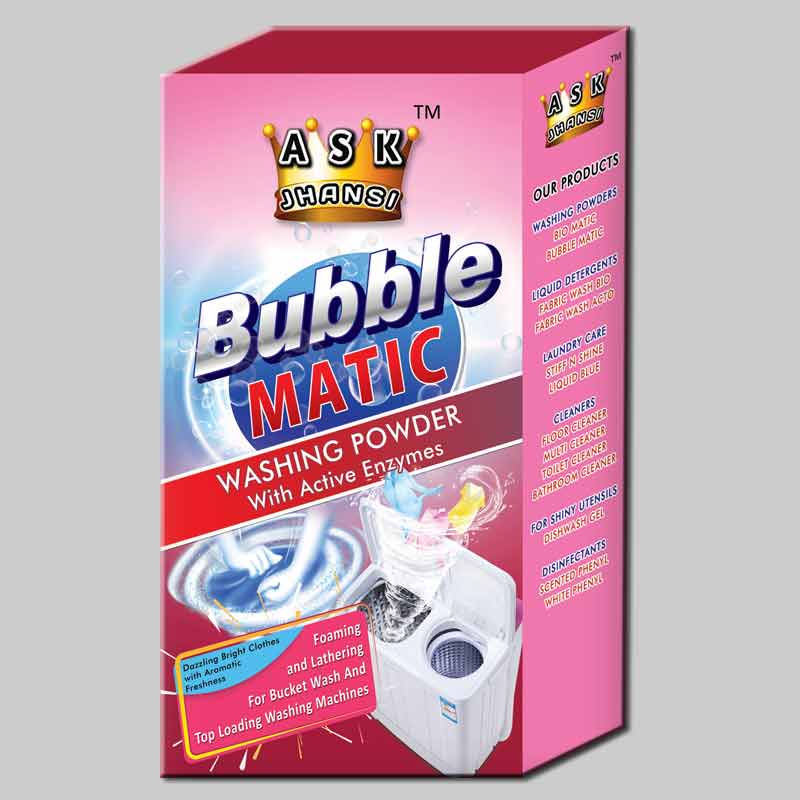 ASK
JHANSI
TM
Bubble
MATIC
WASHING POWDER
With Active Enzymes
Dazzling Bright Clothes
with Aromatic
Freshness
Foaming
and Lathering
For Bucket Wash And
Top Loading Washing Machines
TM
ASK
JHANSI
OUR PRODUCTS
WASHING POWDERS
BIO MATIC
BUBBLE MATIC
LIQUID DETERGENTS
FABRIC WASH BIO
FABRIC WASH ACTO
LAUNDRY CARE
STIFF N SHINE
LIQUID BLUE
CLEANERS
FLOOR CLEANER
MULTI CLEANER
TOILET CLEANER
BATHROOM CLEANER
FOR SHINY UTENSILS
DISHWASH GEL
DISINFECTANTS
SCENTED PHENYL
WHITE PHENYL